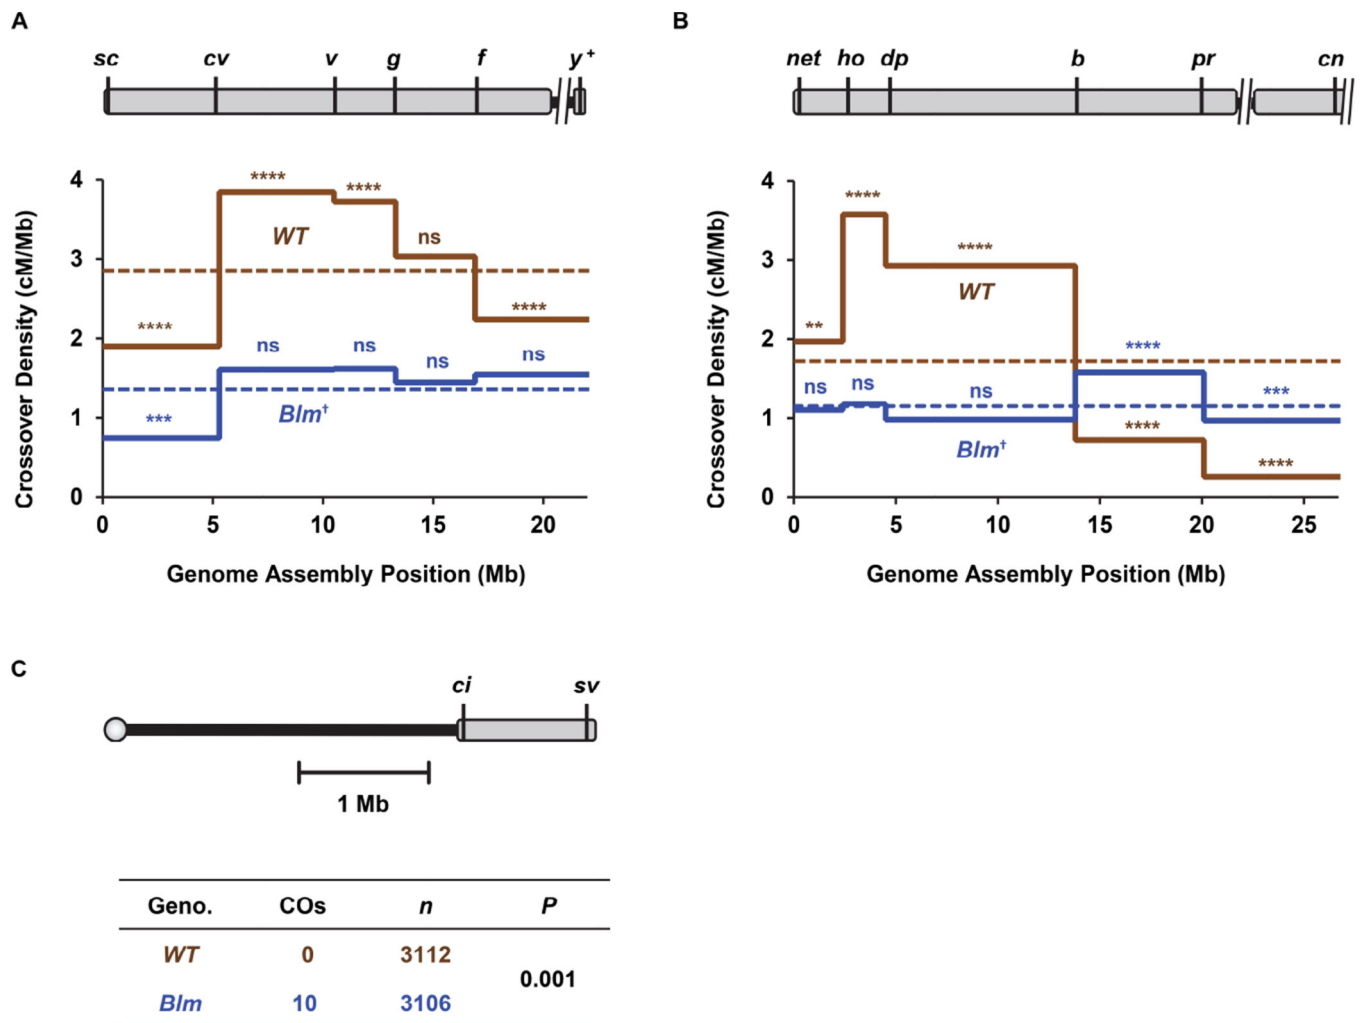 A
sc cv v g f y +
4
3
2
1
0
Crossover Density (cM/Mb)
**** **** **** ns ****
WT
*** ns ns ns ns
Blm†
0 5 10 15 20
Genome Assembly Position (Mb)
B
net ho dp b pr cn
4
3
2
1
0
Crossover Density (cM/Mb)
** **** **** **** ****
WT
ns ns ns **** ***
Blm†
0 5 10 15 20 25
Genome Assembly Position (Mb)
C
ci sv
1 Mb
Geno. COs n P
WT 0 3112
0.001
Blm 10 3106